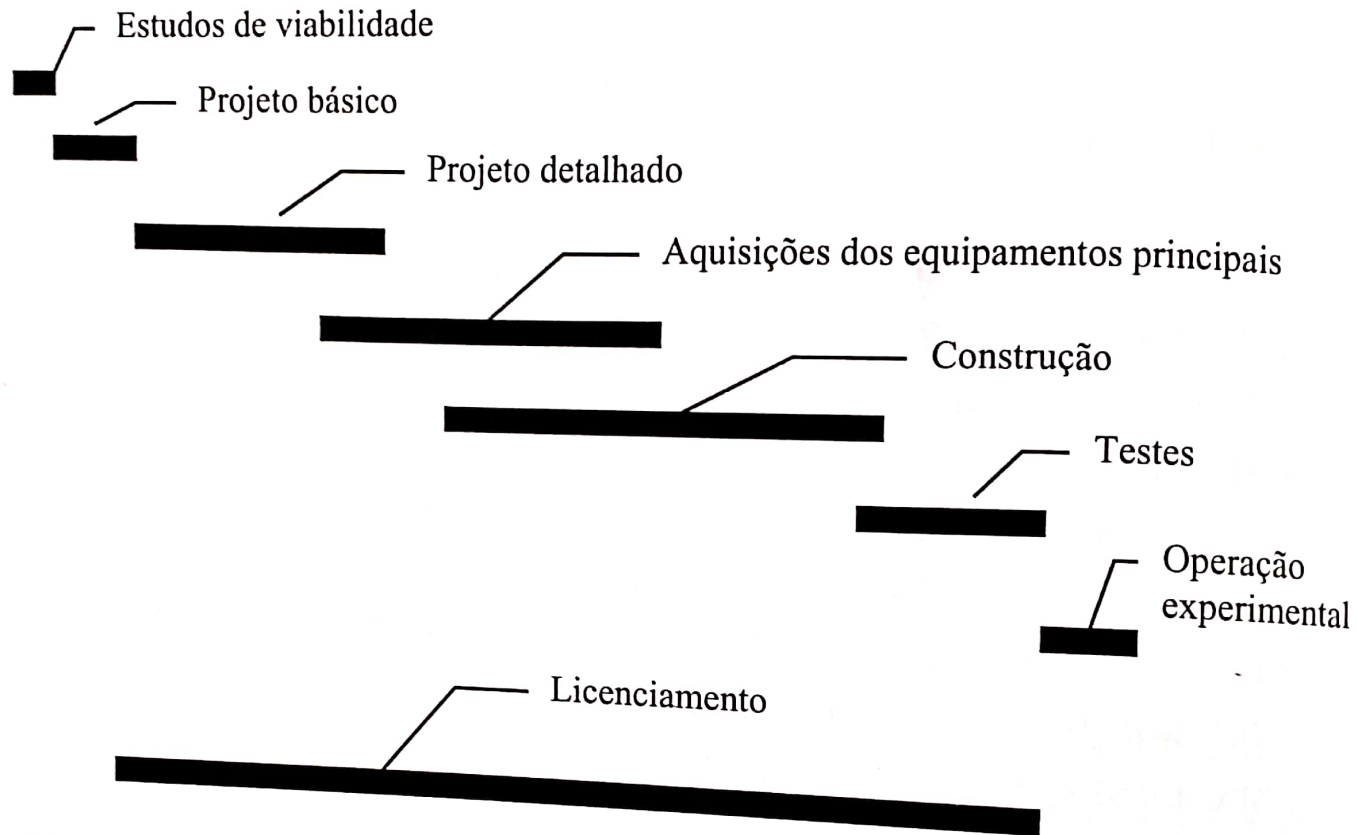 Estudos de viabilidade
Projeto básico
Projeto detalhado
Aquisições dos equipamentos principais
Construção
Testes
Operação
experimental
Licenciamento